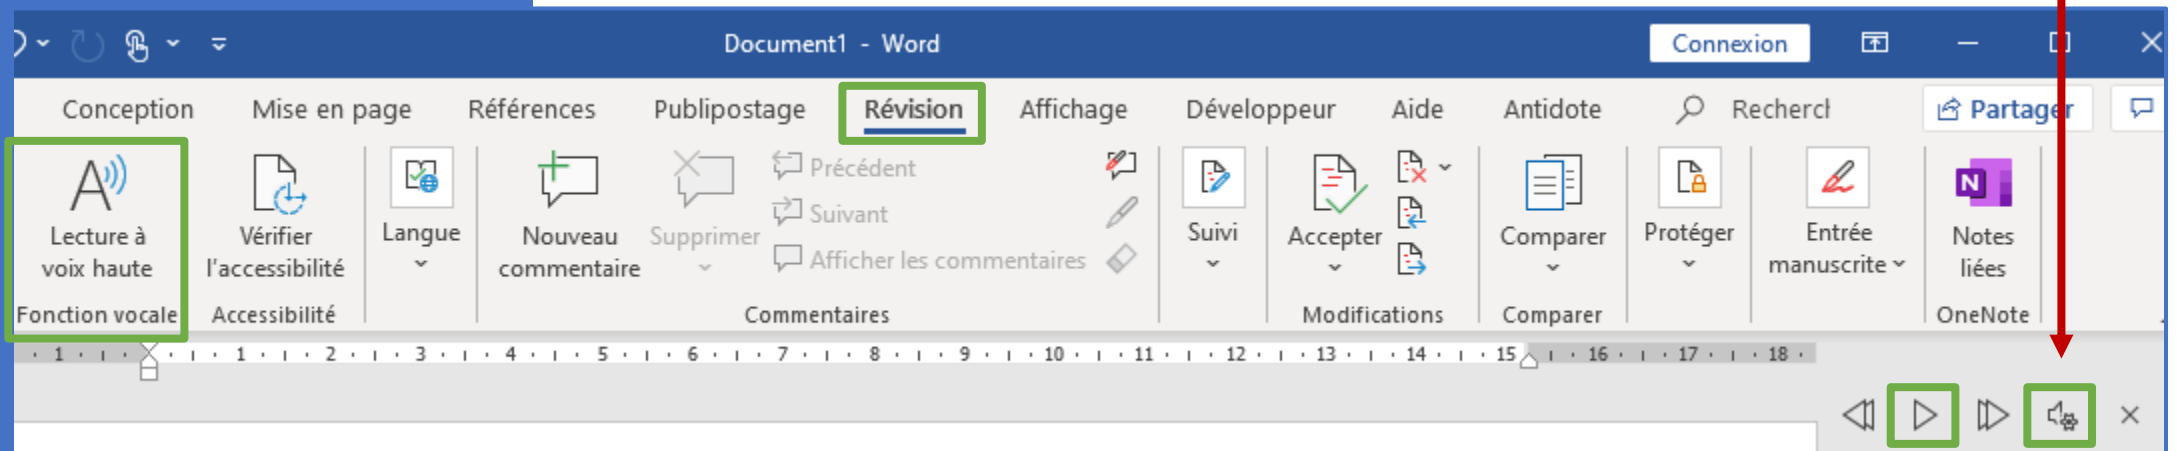 Document1 - Word
Connexion
Conception Mise en page Références Publipostage Révision Affichage Développeur Aide Antidote Recherch Partager
Lecture à
voix haute
Fonction vocale
Vérifier
l'accessibilité
Accessibilité
Langue
Nouveau
commentaire
Supprimer
Précédent
Suivant
Afficher les commentaires
Commentaires
Suivi
Accepter
Modifications
Comparer
Comparer
Protéger
Entrée
manuscrite
N
Notes
liées
OneNote
1 1 2 3 4 5 6 7 8 9 10 11 12 13 14 15 16 17 18